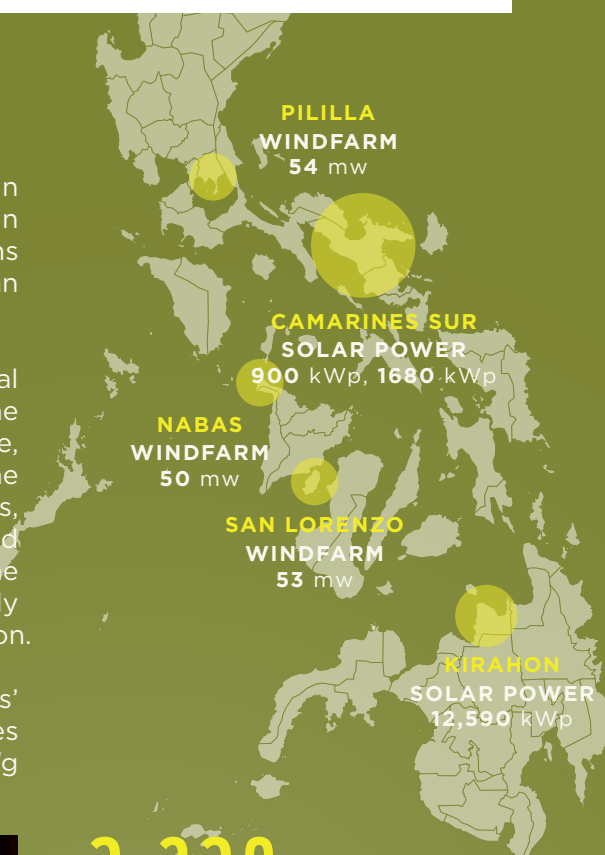 PILILLA
WINDFARM
54 mw
CAMARINES SUR
SOLAR POWER
900 kWp, 1680 kWp
NABAS
WINDFARM
50 mw
SAN LORENZO
WINDFARM
53 mw
KIRAHON
SOLAR POWER
12,590 kWp